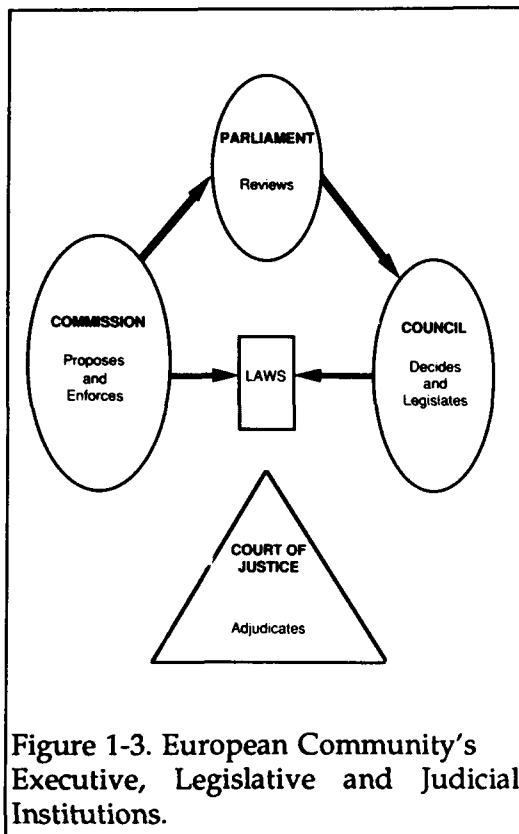 PARLIAMENT
Reviews
COMMISSION
Proposes
and
Enforces
LAWS
COUNCIL
Decides
and
Legislates
COURT OF
JUSTICE
Adjudicates
Figure 1-3. European Community's
Executive, Legislative and Judicial
Institutions.